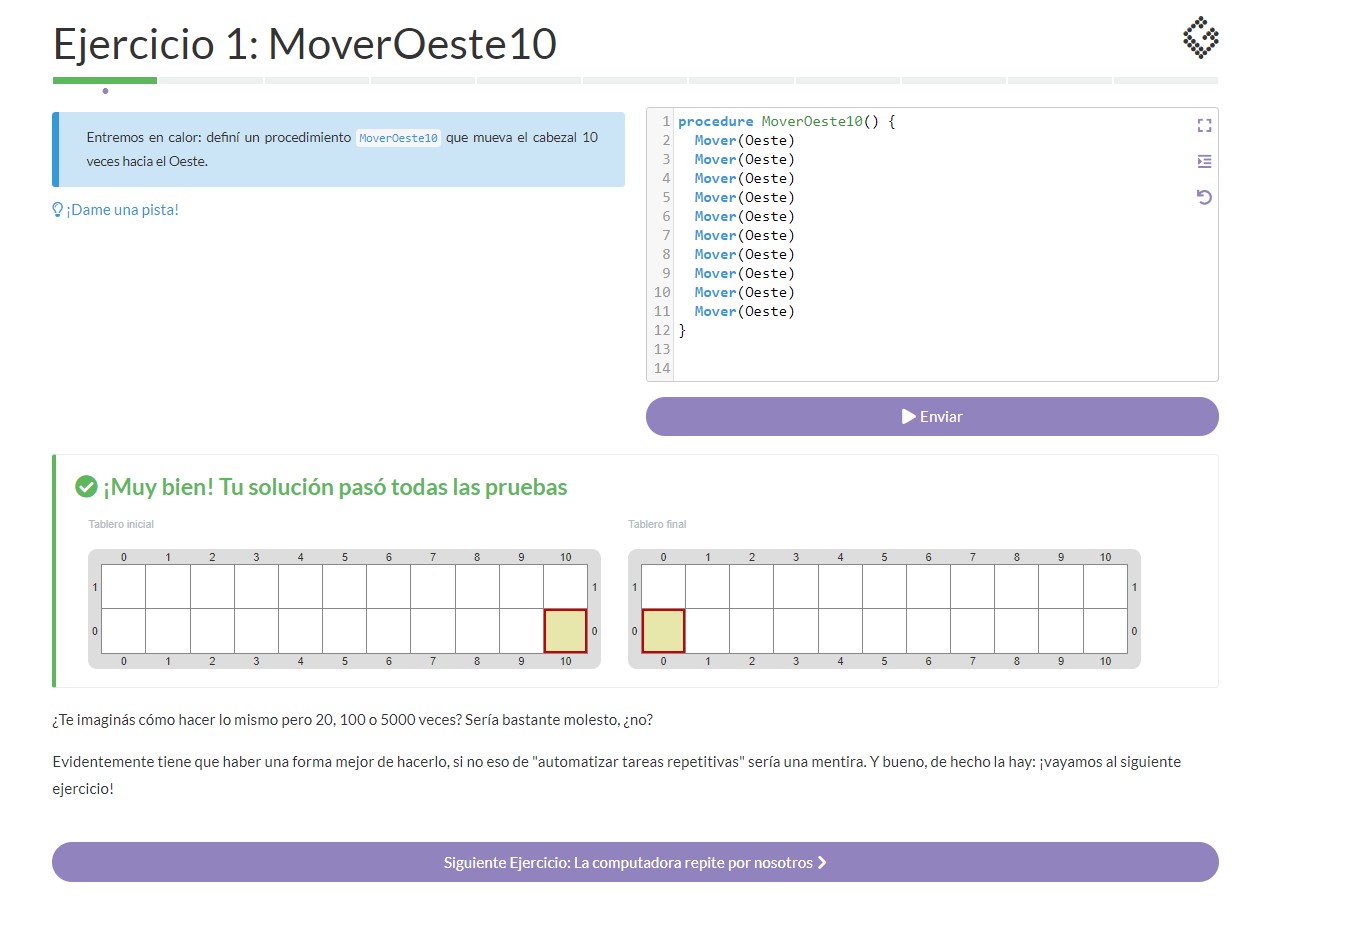 Ejercicio 1: MoverOeste10
Entremos en calor: definí un procedimiento MoverOeste10 que mueva el cabezal 10
veces hacia el Oeste.
¡Dame una pista!
1 procedure MoverOeste10() {
2 Mover(Oeste)
3 Mover(Oeste)
4 Mover(Oeste)
5 Mover(Oeste)
6 Mover(Oeste)
7 Mover(Oeste)
8 Mover(Oeste)
9 Mover(Oeste)
10 Mover(Oeste)
11 Mover(Oeste)
12 }
13
14
Enviar
¡Muy bien! Tu solución pasó todas las pruebas
Tablero inicial
0 1 2 3 4 5 6 7 8 9 10
1 1
0 0
0 1 2 3 4 5 6 7 8 9 10
Tablero final
0 1 2 3 4 5 6 7 8 9 10
1 1
0 0
0 1 2 3 4 5 6 7 8 9 10
¿Te imaginás cómo hacer lo mismo pero 20, 100 o 5000 veces? Sería bastante molesto, ¿no?
Evidentemente tiene que haber una forma mejor de hacerlo, si no eso de "automatizar tareas repetitivas" sería una mentira. Y bueno, de hecho la hay: ¡vayamos al siguiente
ejercicio!
Siguiente Ejercicio: La computadora repite por nosotros